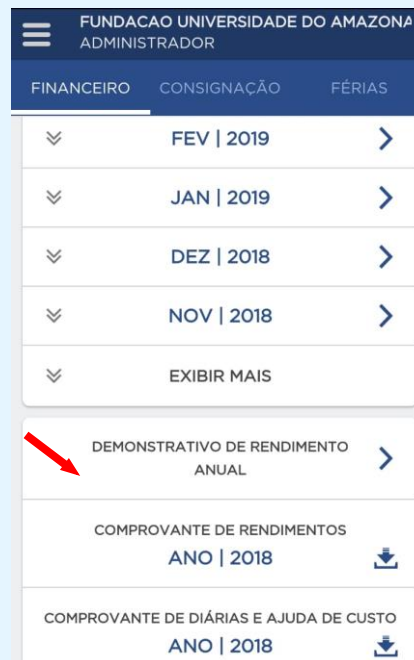 FUNDACAO UNIVERSIDADE DO AMAZONA
ADMINISTRADOR
FINANCEIRO CONSIGNAÇÃO FÉRIAS
FEV | 2019
JAN | 2019
DEZ | 2018
NOV | 2018
EXIBIR MAIS
DEMONSTRATIVO DE RENDIMENTO
ANUAL
COMPROVANTE DE RENDIMENTOS
ANO | 2018
COMPROVANTE DE DIÁRIAS E AJUDA DE CUSTO
ANO | 2018